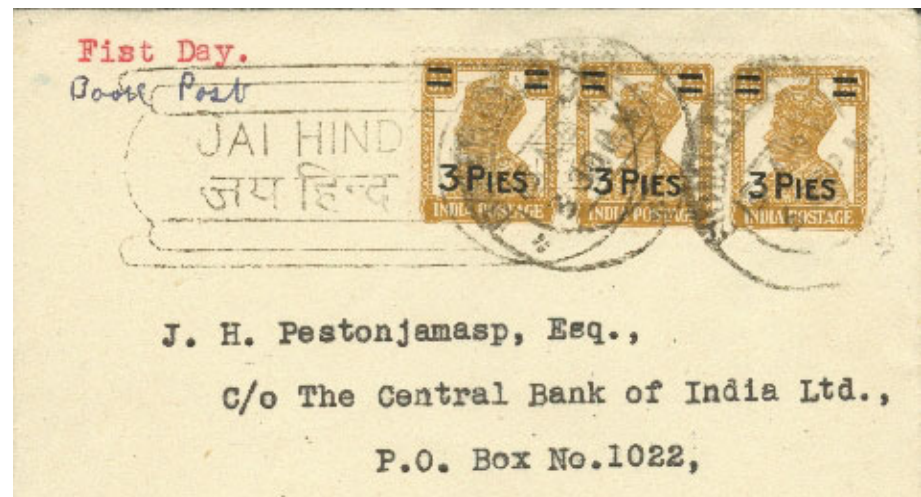 Fist Day.
Book Post
JAI HIND
जय हिन्द
3 PIES 3 PIES 3 PIES
INDIA POSTAGE INDIA POSTAGE INDIA POSTAGE
J. H. Pestonjamasp, Esq.,
C/o The Central Bank of India Ltd.,
P.O. Box No.1022,